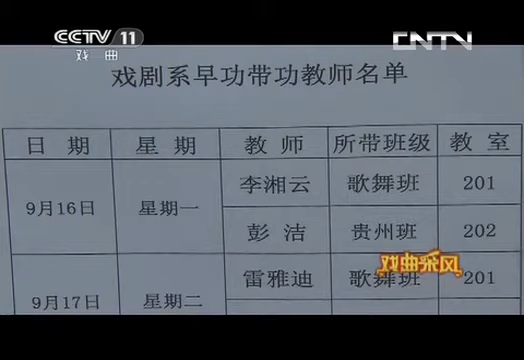 CCTV 11
戏 曲
CNTV
戏剧系早功带功教师名单
日 期 星 期 教 师 所带班级 教 室
9月16日 星期一 李湘云 歌舞班 201
彭 洁 贵州班 202
戏曲采风
9月17日 星期二 雷雅迪 歌舞班 201